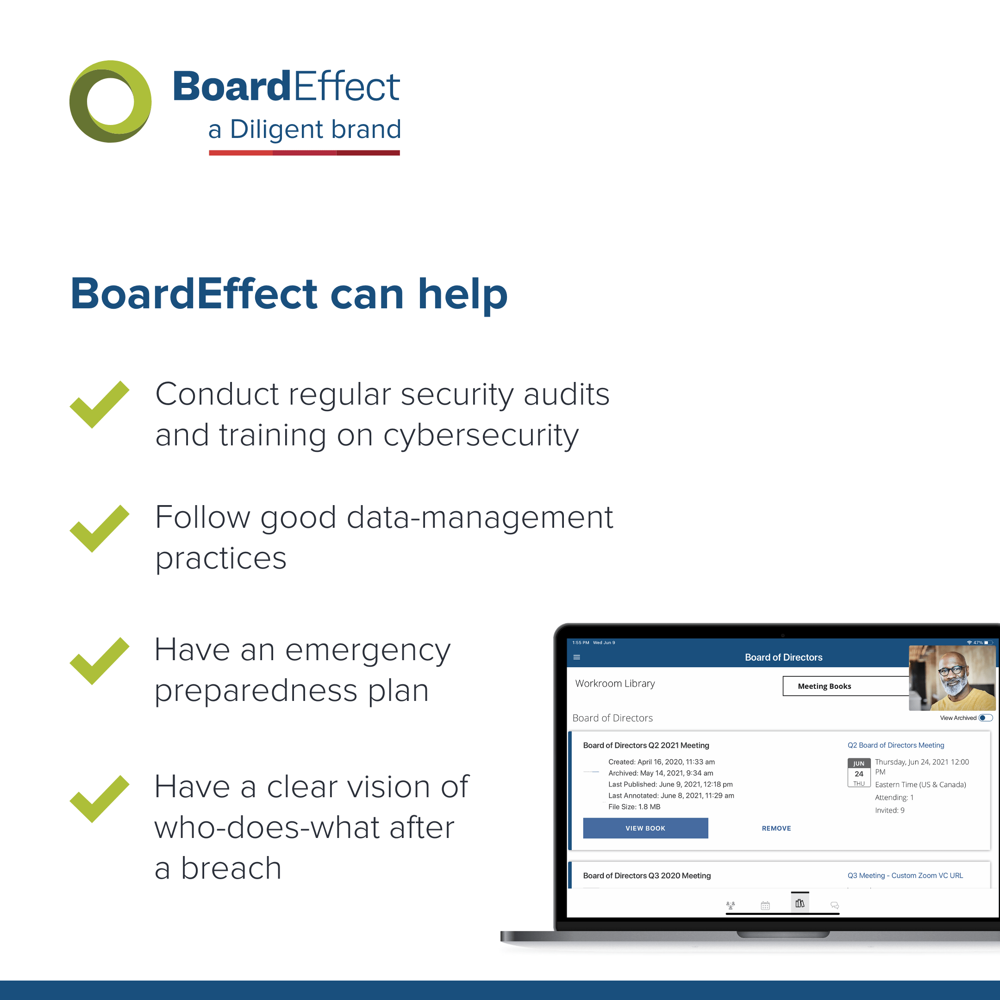 BoardEffect
a Diligent brand
BoardEffect can help
Conduct regular security audits
and training on cybersecurity
Follow good data-management
practices
Have an emergency
preparedness plan
Have a clear vision of
who-does-what after
a breach
1:55 PM Wed Jun 9
47%
Board of Directors
Workroom Library
Meeting Books
Board of Directors
View Archived
Board of Directors Q2 2021 Meeting
Created: April 16, 2020, 11:33 am
Archived: May 14, 2021, 9:34 am
Last Published: June 9, 2021, 12:18 pm
Last Annotated: June 8, 2021, 11:29 am
File Size: 1.8 MB
VIEW BOOK
REMOVE
Q2 Board of Directors Meeting
JUN
24
THU
Thursday, Jun 24, 2021 12:00
PM
Eastern Time (US & Canada)
Attending: 1
Invited: 9
Board of Directors Q3 2020 Meeting
Q3 Meeting - Custom Zoom VC URL